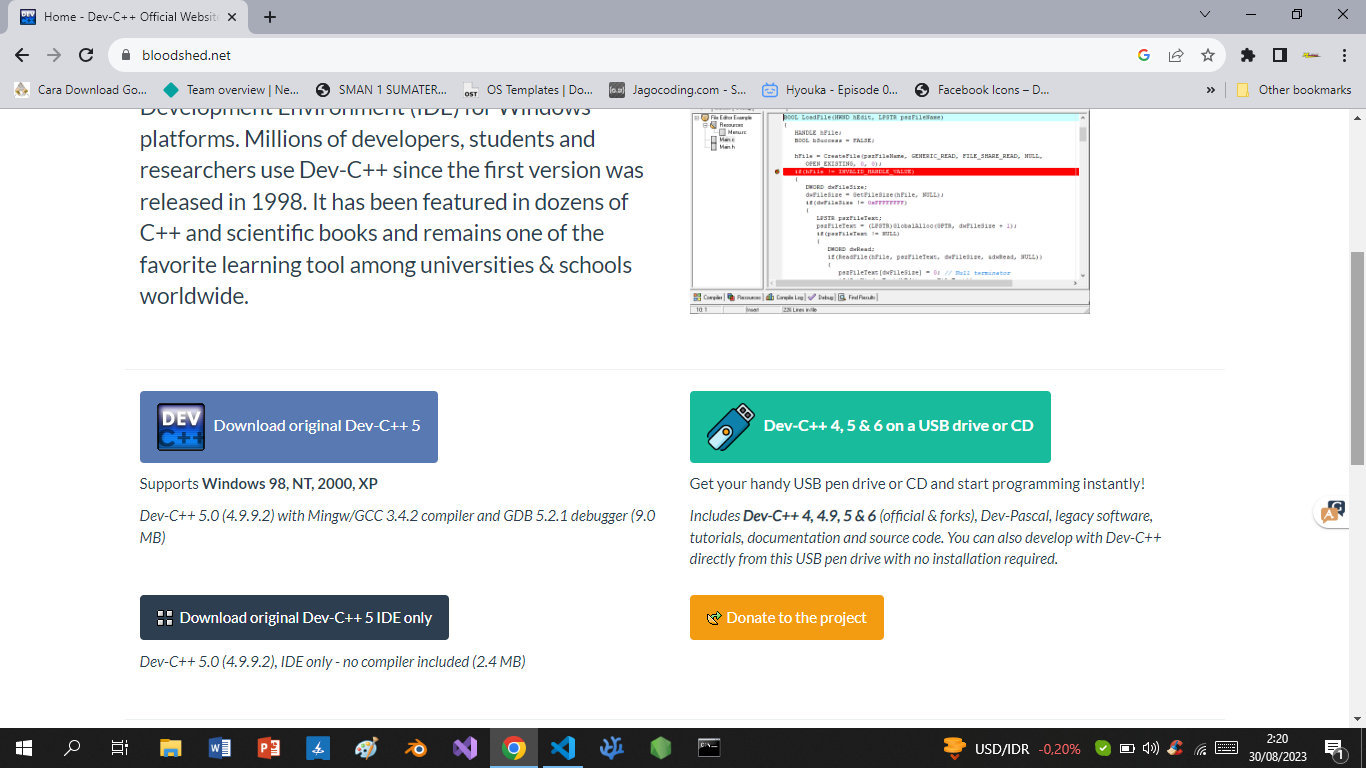 Home - Dev-C++ Official Websit
bloodshed.net
Cara Download Go...
Team overview | Ne...
SMAN 1 SUMATER...
OS Templates | Do...
Jagocoding.com - S...
Hyouka - Episode 0...
Facebook Icons – D...
»
Other bookmarks
Development Environment (IDE) for Windows
platforms. Millions of developers, students and
researchers use Dev-C++ since the first version was
released in 1998. It has been featured in dozens of
C++ and scientific books and remains one of the
favorite learning tool among universities & schools
worldwide.
File Editor Example
Resources
Menu.rc
Main.c
Main.h
BOOL LoadFile(HWND hEdit, LPSTR pszFileName)
{
HANDLE hFile;
BOOL bSuccess = FALSE;
hFile = CreateFile(pszFileName, GENERIC_READ, FILE_SHARE_READ, NULL,
OPEN_EXISTING, 0, 0);
if(hFile != INVALID_HANDLE_VALUE)
{
DWORD dwFileSize;
dwFileSize = GetFileSize(hFile, NULL);
if(dwFileSize != 0xFFFFFFFF)
{
LPSTR pszFileText;
pszFileText = (LPSTR)GlobalAlloc(GPTR, dwFileSize + 1);
if(pszFileText != NULL)
{
DWORD dwRead;
if(ReadFile(hFile, pszFileText, dwFileSize, &dwRead, NULL))
{
pszFileText[dwFileSize] = 0; // Null terminator
Compiler Resources Compile Log Debug Find Results
10: 1 Insert 226 Lines in file
DEV C++ Download original Dev-C++ 5
Supports Windows 98, NT, 2000, XP
Dev-C++ 5.0 (4.9.9.2) with Mingw/GCC 3.4.2 compiler and GDB 5.2.1 debugger (9.0
MB)
Download original Dev-C++ 5 IDE only
Dev-C++ 5.0 (4.9.9.2), IDE only - no compiler included (2.4 MB)
Dev-C++ 4, 5 & 6 on a USB drive or CD
Get your handy USB pen drive or CD and start programming instantly!
Includes Dev-C++ 4, 4.9, 5 & 6 (official & forks), Dev-Pascal, legacy software,
tutorials, documentation and source code. You can also develop with Dev-C++
directly from this USB pen drive with no installation required.
Donate to the project
USD/IDR -0,20%
2:20
30/08/2023
1